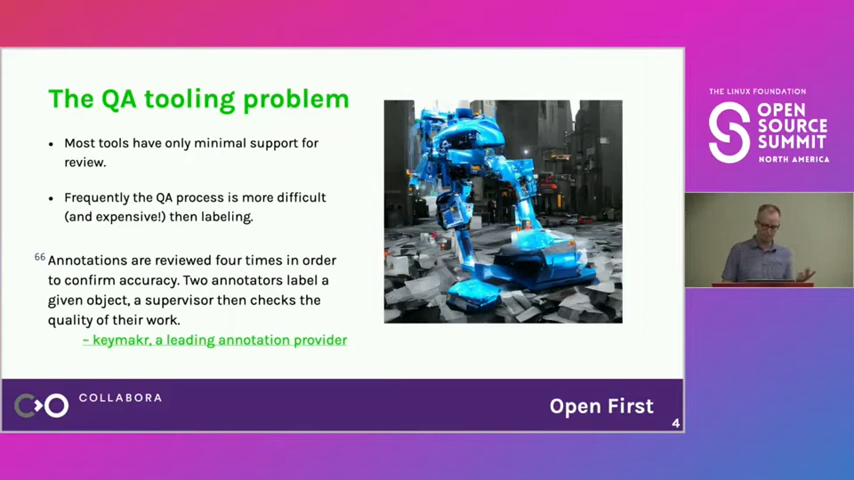 The QA tooling problem
• Most tools have only minimal support for
review.
• Frequently the QA process is more difficult
(and expensive!) then labeling.
“ Annotations are reviewed four times in order
to confirm accuracy. Two annotators label a
given object, a supervisor then checks the
quality of their work.
– keymakr, a leading annotation provider
COLLABORA
Open First
4
THE LINUX FOUNDATION
OPEN
SOURCE
SUMMIT
NORTH AMERICA